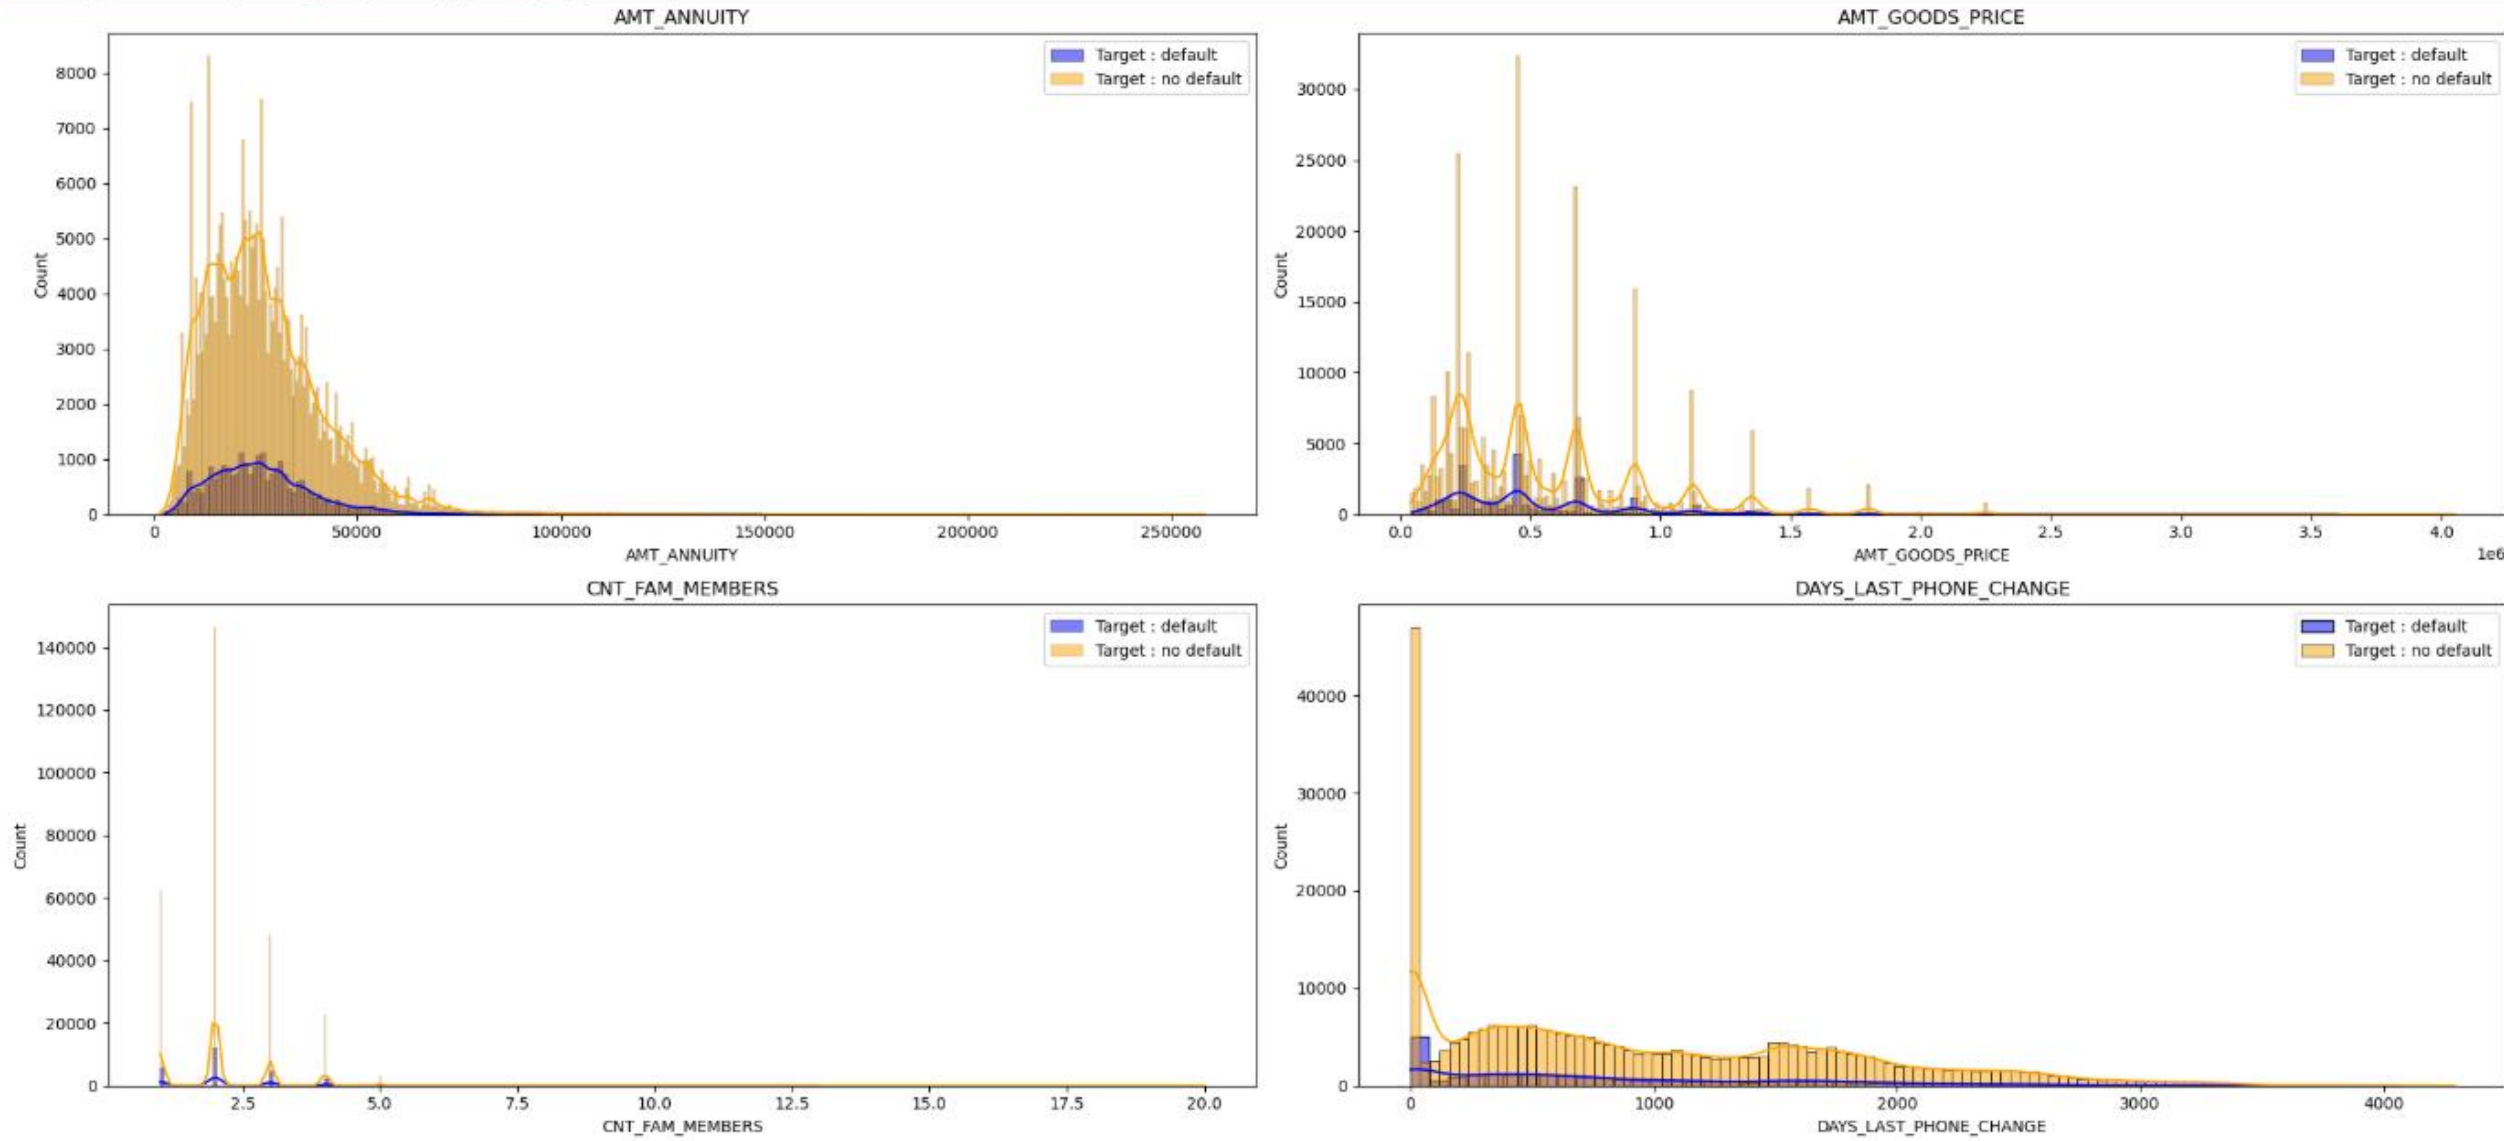 AMT_ANNUITY
Target : default
Target : no default
8000
7000
6000
5000
4000
3000
2000
1000
0
Count
0 50000 100000 150000 200000 250000
AMT_ANNUITY
AMT_GOODS_PRICE
Target : default
Target : no default
30000
25000
20000
15000
10000
5000
0
Count
0.0 0.5 1.0 1.5 2.0 2.5 3.0 3.5 4.0
1e6
AMT_GOODS_PRICE
CNT_FAM_MEMBERS
Target : default
Target : no default
140000
120000
100000
80000
60000
40000
20000
0
Count
2.5 5.0 7.5 10.0 12.5 15.0 17.5 20.0
CNT_FAM_MEMBERS
DAYS_LAST_PHONE_CHANGE
Target : default
Target : no default
40000
30000
20000
10000
0
Count
0 1000 2000 3000 4000
DAYS_LAST_PHONE_CHANGE